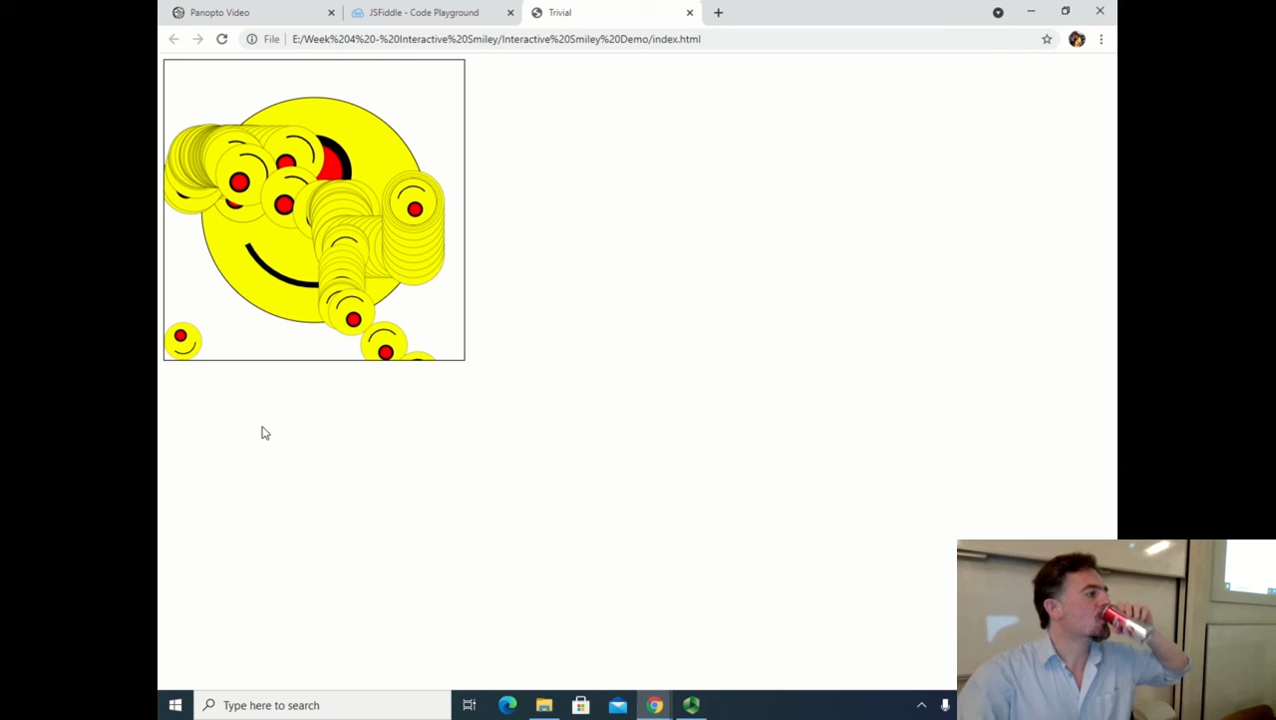 Panopto Video
JSFiddle - Code Playground
Trivial
File
E:/Week%204%20-%20Interactive%20Smiley/Interactive%20Smiley%20Demo/index.html
Type here to search